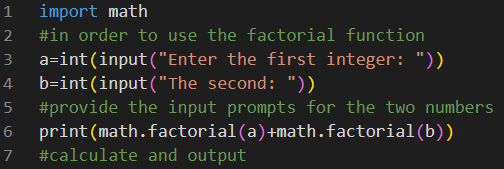 1 import math
2 #in order to use the factorial function
3 a=int(input("Enter the first integer: "))
4 b=int(input("The second: "))
5 #provide the input prompts for the two numbers
6 print(math.factorial(a)+math.factorial(b))
7 #calculate and output